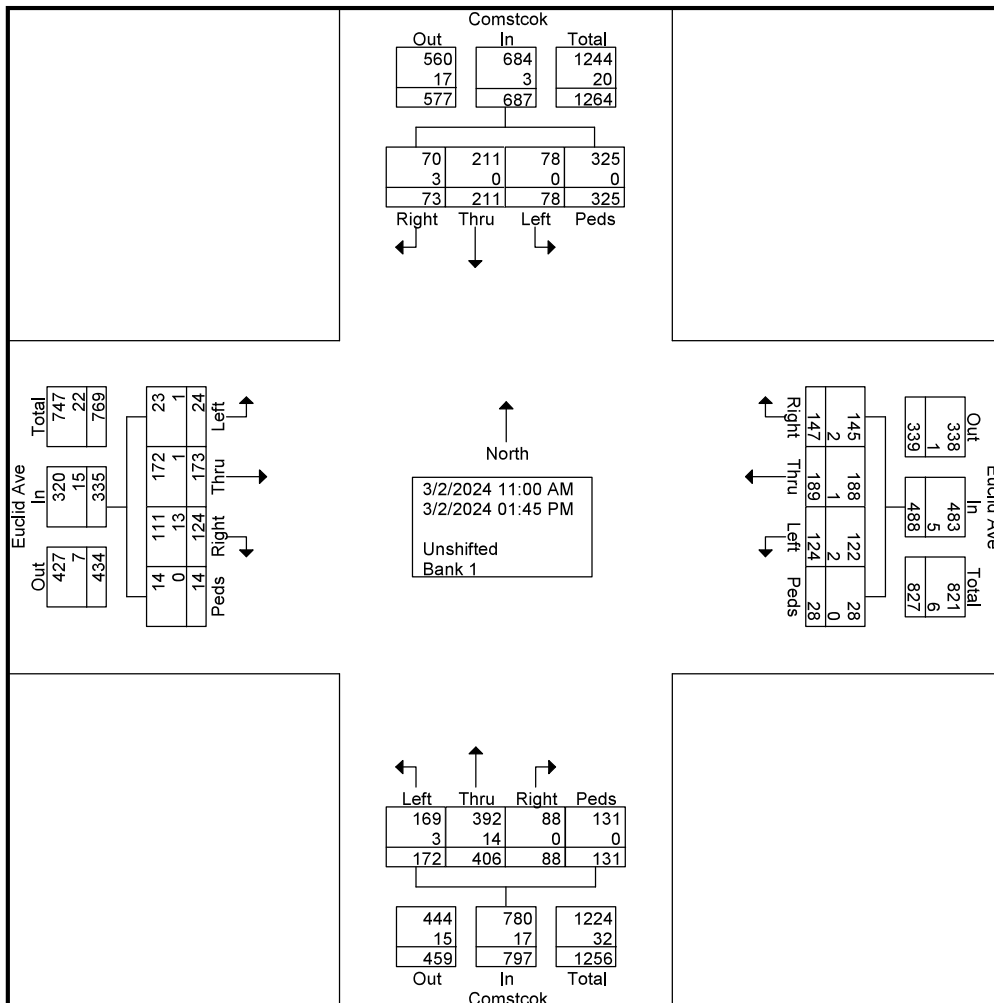 Comstcok
Out In Total
560 684 1244
17 3 20
577 687 1264
70 211 78 325
3 0 0 0
73 211 78 325
Right Thru Left Peds
Euclid Ave
Total In Out
747 320 427
22 15 7
769 335 434
23 172 111 14
1 1 13 0
24 173 124 14
Left Thru Right Peds
North
3/2/2024 11:00 AM
3/2/2024 01:45 PM
Unshifted
Bank 1
Right Thru Left Peds
147 189 124 28
2 1 2 0
145 188 122 28
Out In Total
339 488 827
1 5 6
338 483 821
Euclid Ave
Left Thru Right Peds
169 392 88 131
3 14 0 0
172 406 88 131
444 780 1224
15 17 32
459 797 1256
Out In Total
Comstcok